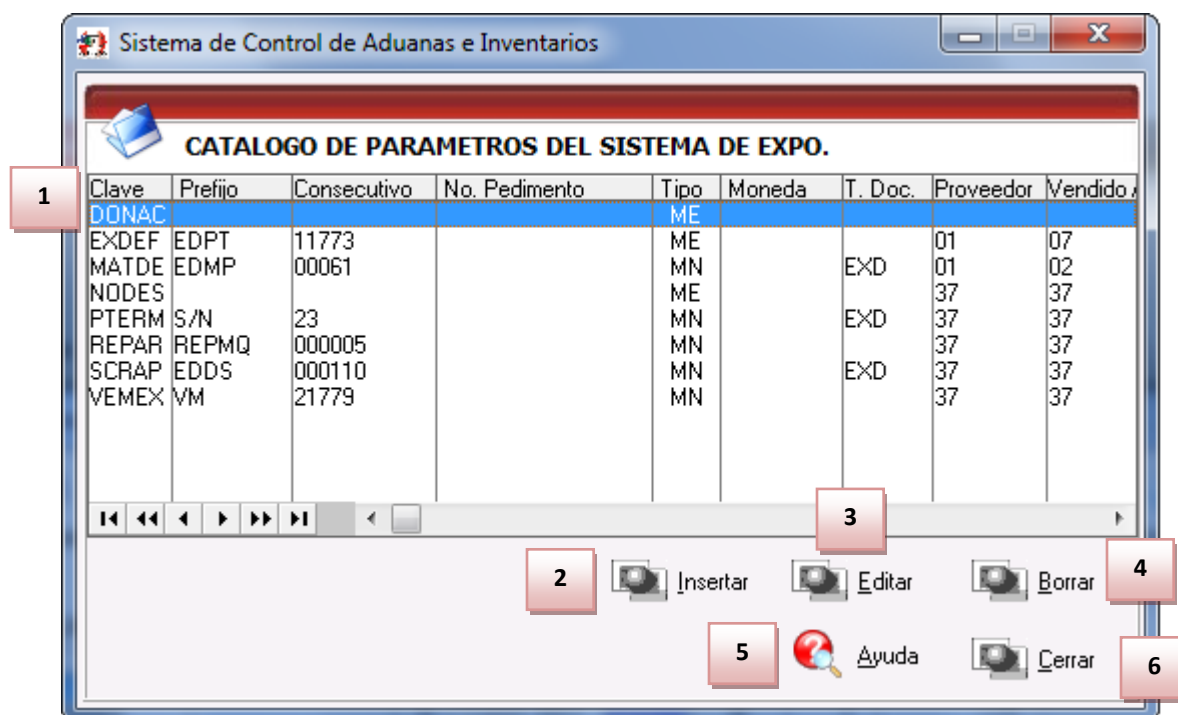 Sistema de Control de Aduanas e Inventarios
CATALOGO DE PARAMETROS DEL SISTEMA DE EXPO.
1
Clave Prefijo Consecutivo No. Pedimento Tipo Moneda T. Doc. Proveedor Vendido
DONAC ME
EXDEF EDPT 11773 ME 01 07
MATDE EDMP 00061 MN EXD 01 02
NODES ME 37 37
PTERM S/N 23 MN EXD 37 37
REPAR REPMQ 000005 MN 37 37
SCRAP EDDS 000110 MN EXD 37 37
VEMEX VM 21779 MN 37 37
3
2 Insertar Editar Borrar 4
5 Ayuda Cerrar 6